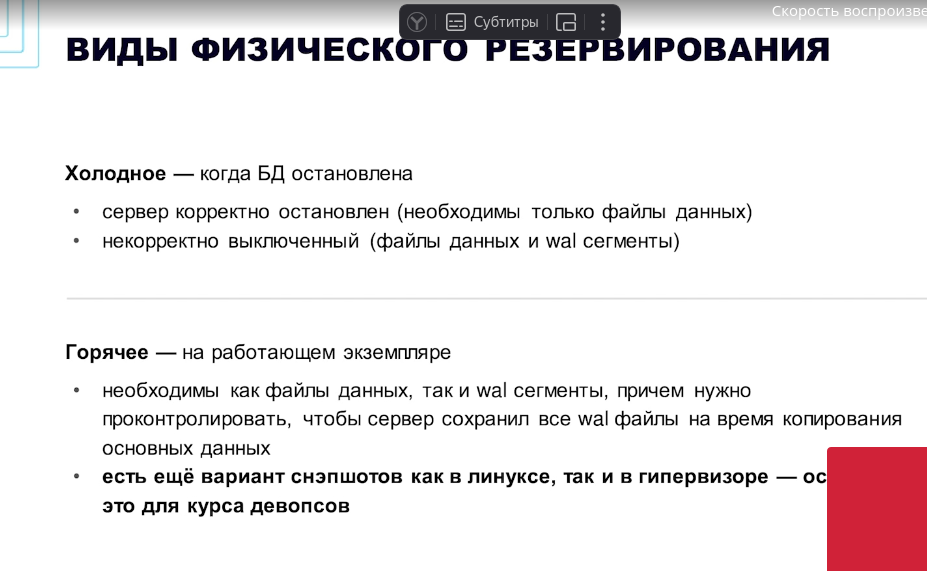 Скорость воспроизве
Субтитры
ВИДЫ ФИЗИЧЕСКОГО РЕЗЕРВИРОВАНИЯ
Холодное — когда БД остановлена
• сервер корректно остановлен (необходимы только файлы данных)
• некорректно выключенный (файлы данных и wal сегменты)
Горячее — на работающем экземпляре
• необходимы как файлы данных, так и wal сегменты, причем нужно
проконтролировать, чтобы сервер сохранил все wal файлы на время копирования
основных данных
• есть ещё вариант снэпшотов как в линуксе, так и в гипервизоре — ос
это для курса девопсов